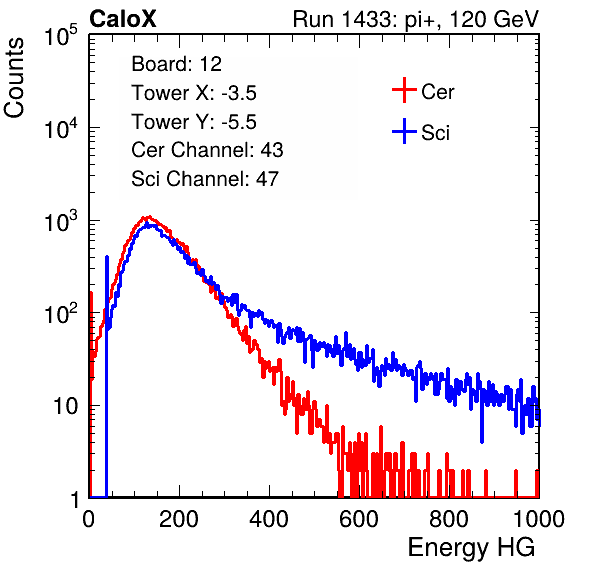 CaloX Run 1433: pi+, 120 GeV
Counts
10^5
10^4
10^3
10^2
10
1
Board: 12
Tower X: -3.5
Tower Y: -5.5
Cer Channel: 43
Sci Channel: 47
Cer
Sci
0 200 400 600 800 1000
Energy HG